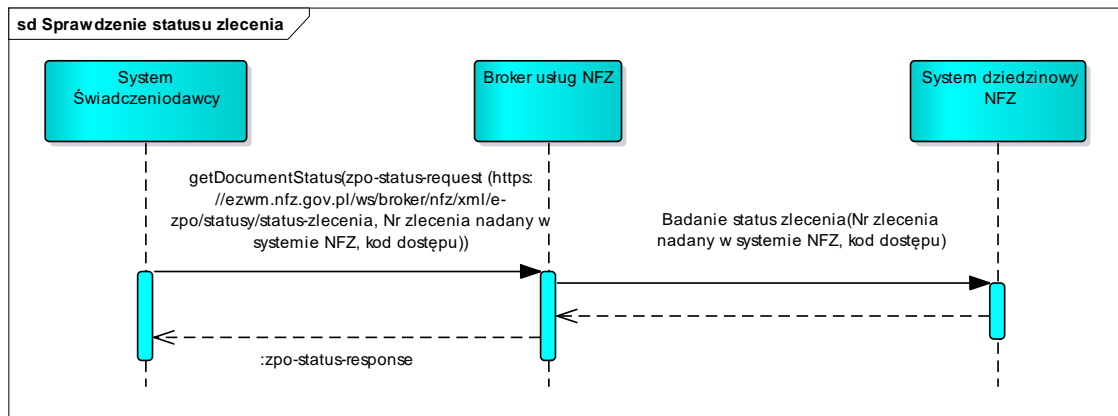 sd Sprawdzenie statusu zlecenia
System
Świadczeniodawcy
Broker usług NFZ
System dziedzinowy
NFZ
getDocumentStatus(zpo-status-request (https:
//ezwm.nfz.gov.pl/ws/broker/nfz/xml/e-
zpo/statusy/status-zlecenia, Nr zlecenia nadany w
systemie NFZ, kod dostępu))
Badanie status zlecenia(Nr zlecenia
nadany w systemie NFZ, kod dostępu)
:zpo-status-response